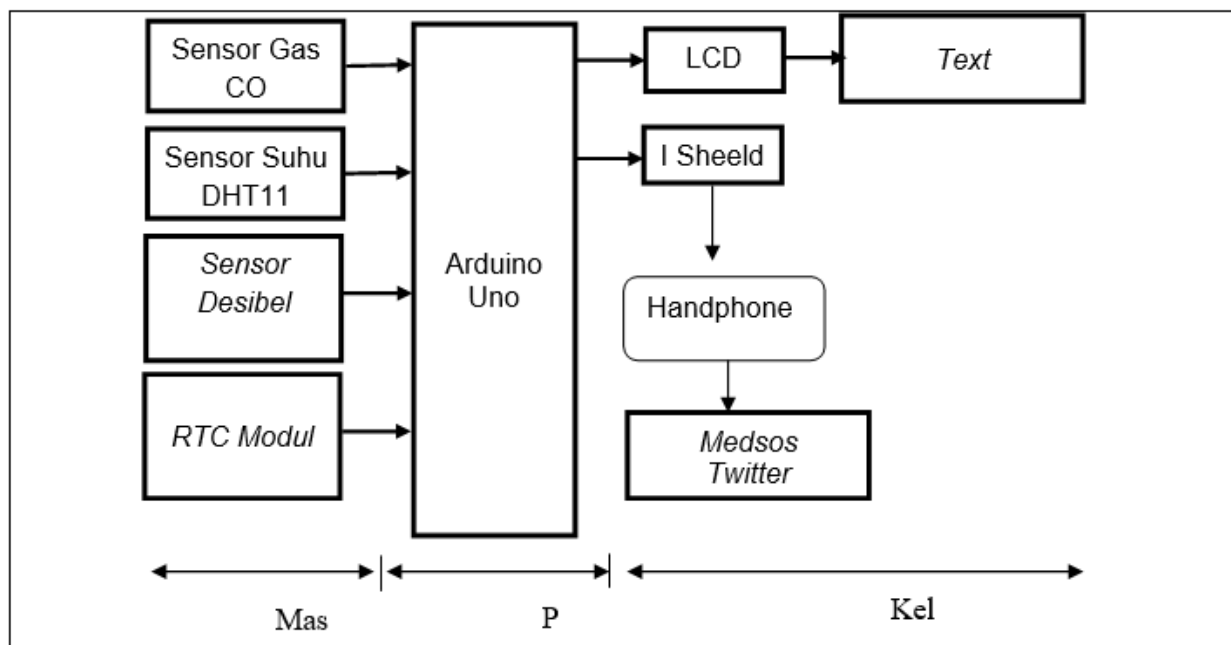 Sensor Gas
CO
Sensor Suhu
DHT11
Sensor
Desibel
RTC Modul
Arduino
Uno
LCD
Text
I Sheeld
Handphone
Medsos
Twitter
Mas
P
Kel